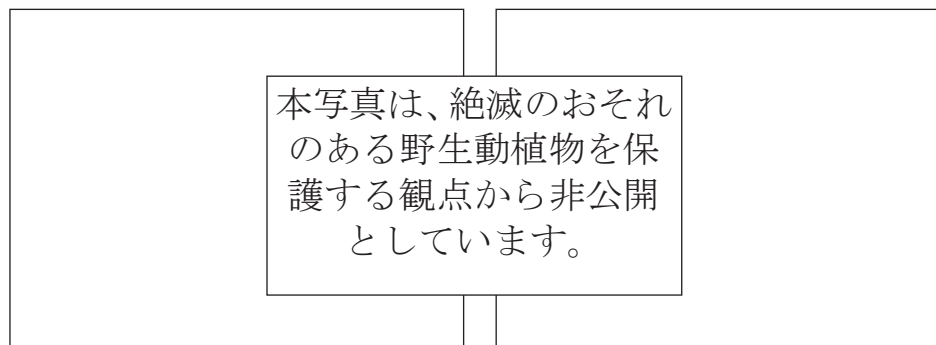 本写真は、絶滅のおそれ
のある野生動植物を保
護する観点から非公開
としています。